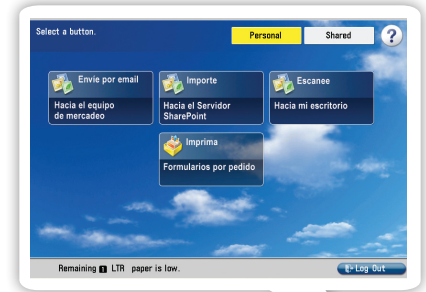 Select a button.
Personal
Shared
?
Envie por email
Hacia el equipo
de mercadeo
Importe
Hacia el Servidor
SharePoint
Escanee
Hacia mi escritorio
Imprima
Formularios por pedido
Remaining 1 LTR paper is low.
Log Out